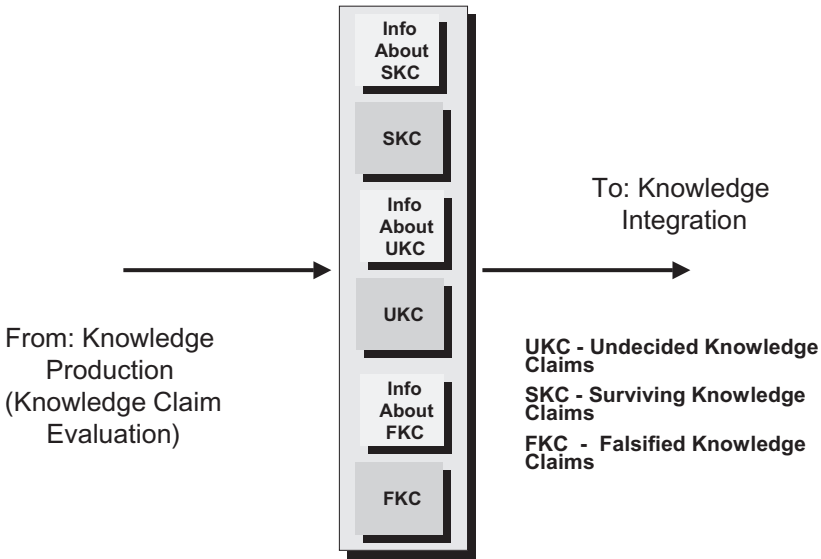 Info
About
SKC
SKC
Info
About
UKC
UKC
Info
About
FKC
FKC
From: Knowledge
Production
(Knowledge Claim
Evaluation)
To: Knowledge
Integration
UKC - Undecided Knowledge
Claims
SKC - Surviving Knowledge
Claims
FKC - Falsified Knowledge
Claims